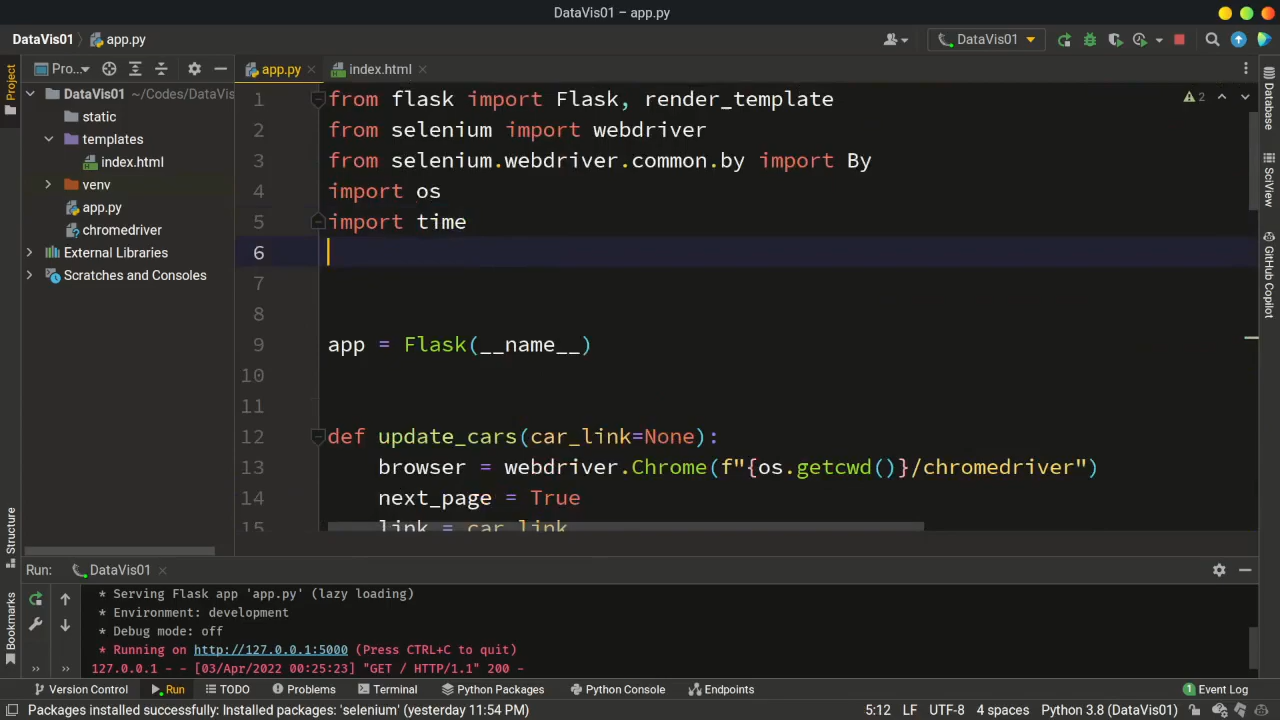 DataVis01 – app.py
DataVis01 app.py
DataVis01
Project
Pro...
app.py
index.html
DataVis01 ~/Codes/DataVis
static
templates
index.html
venv
app.py
chromedriver
External Libraries
Scratches and Consoles
1 from flask import Flask, render_template
2 from selenium import webdriver
3 from selenium.webdriver.common.by import By
4 import os
5 import time
6
7
8
9 app = Flask(__name__)
10
11
12 def update_cars(car_link=None):
13 browser = webdriver.Chrome(f"{os.getcwd()}/chromedriver")
14 next_page = True
15 link = car_link
2
Database
SciView
GitHub Copilot
Structure
Bookmarks
Run: DataVis01
* Serving Flask app 'app.py' (lazy loading)
* Environment: development
* Debug mode: off
* Running on http://127.0.0.1:5000 (Press CTRL+C to quit)
127.0.0.1 - - [03/Apr/2022 00:25:23] "GET / HTTP/1.1" 200 -
Version Control Run TODO Problems Terminal Python Packages Python Console Endpoints 1 Event Log
Packages installed successfully: Installed packages: 'selenium' (yesterday 11:54 PM) 5:12 LF UTF-8 4 spaces Python 3.8 (DataVis01)